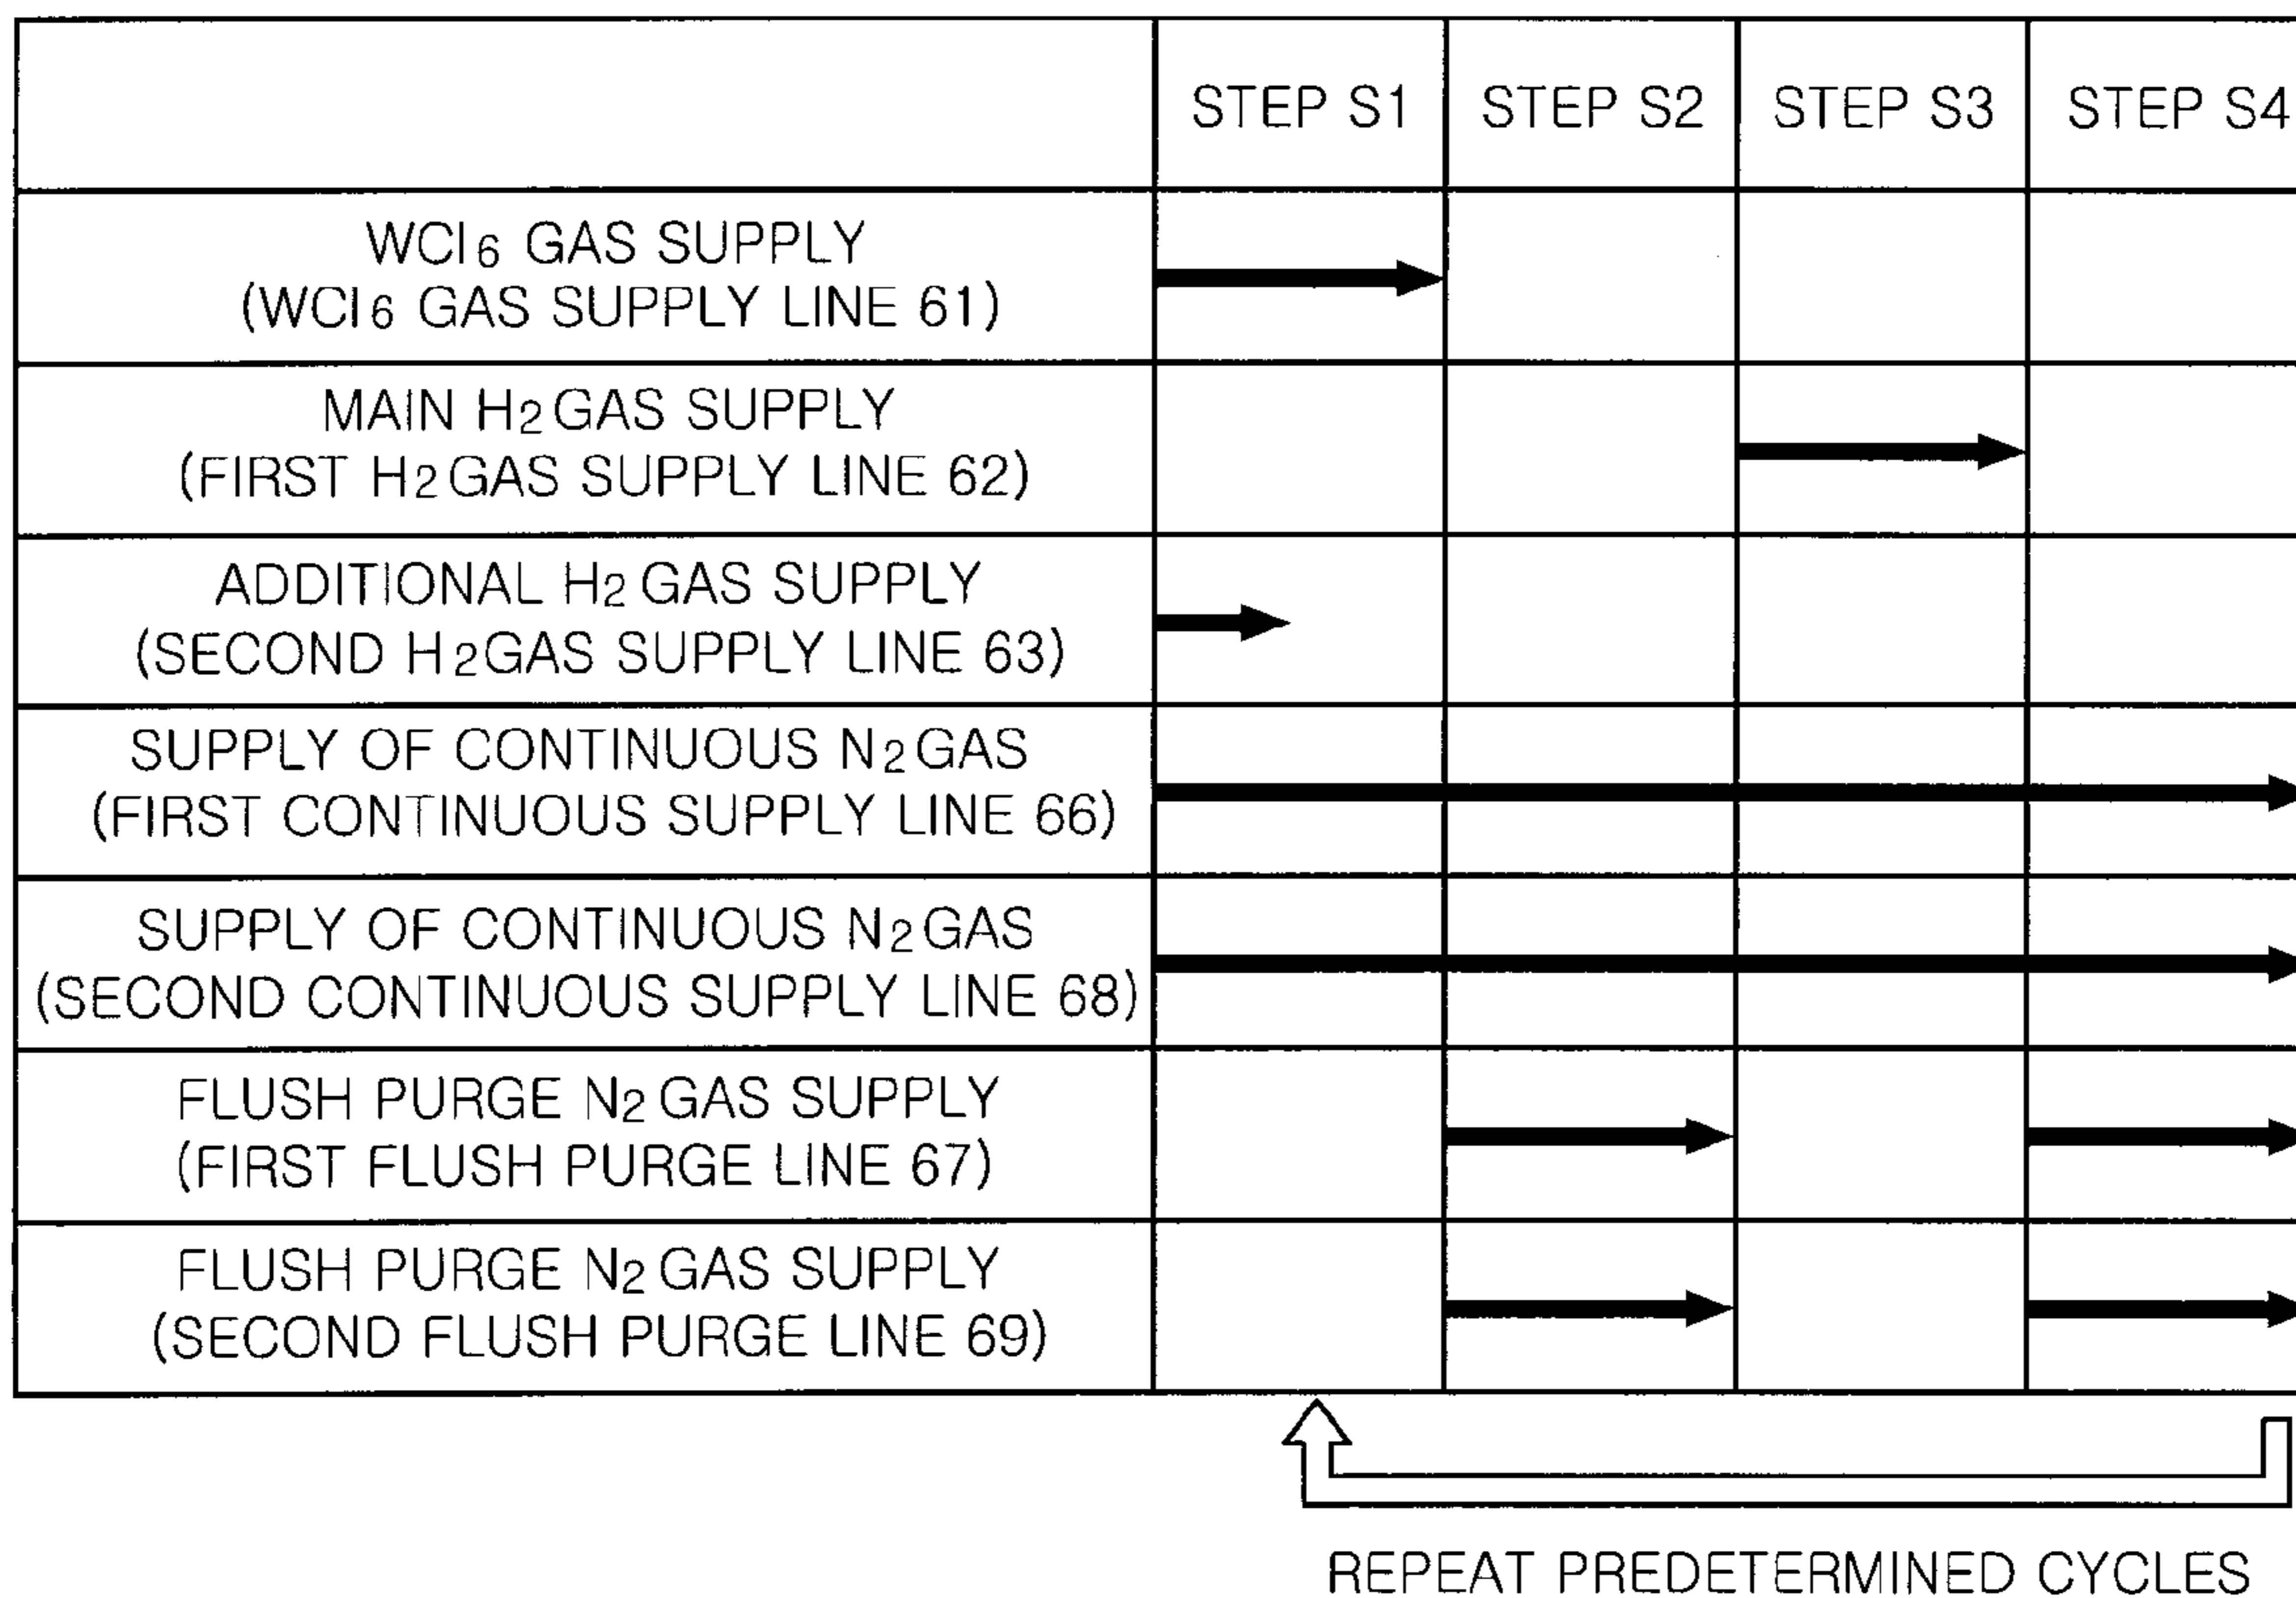 STEP S1 STEP S2 STEP S3 STEP S4
WCl6 GAS SUPPLY
(WCl6 GAS SUPPLY LINE 61)
MAIN H2 GAS SUPPLY
(FIRST H2 GAS SUPPLY LINE 62)
ADDITIONAL H2 GAS SUPPLY
(SECOND H2 GAS SUPPLY LINE 63)
SUPPLY OF CONTINUOUS N2 GAS
(FIRST CONTINUOUS SUPPLY LINE 66)
SUPPLY OF CONTINUOUS N2 GAS
(SECOND CONTINUOUS SUPPLY LINE 68)
FLUSH PURGE N2 GAS SUPPLY
(FIRST FLUSH PURGE LINE 67)
FLUSH PURGE N2 GAS SUPPLY
(SECOND FLUSH PURGE LINE 69)
REPEAT PREDETERMINED CYCLES